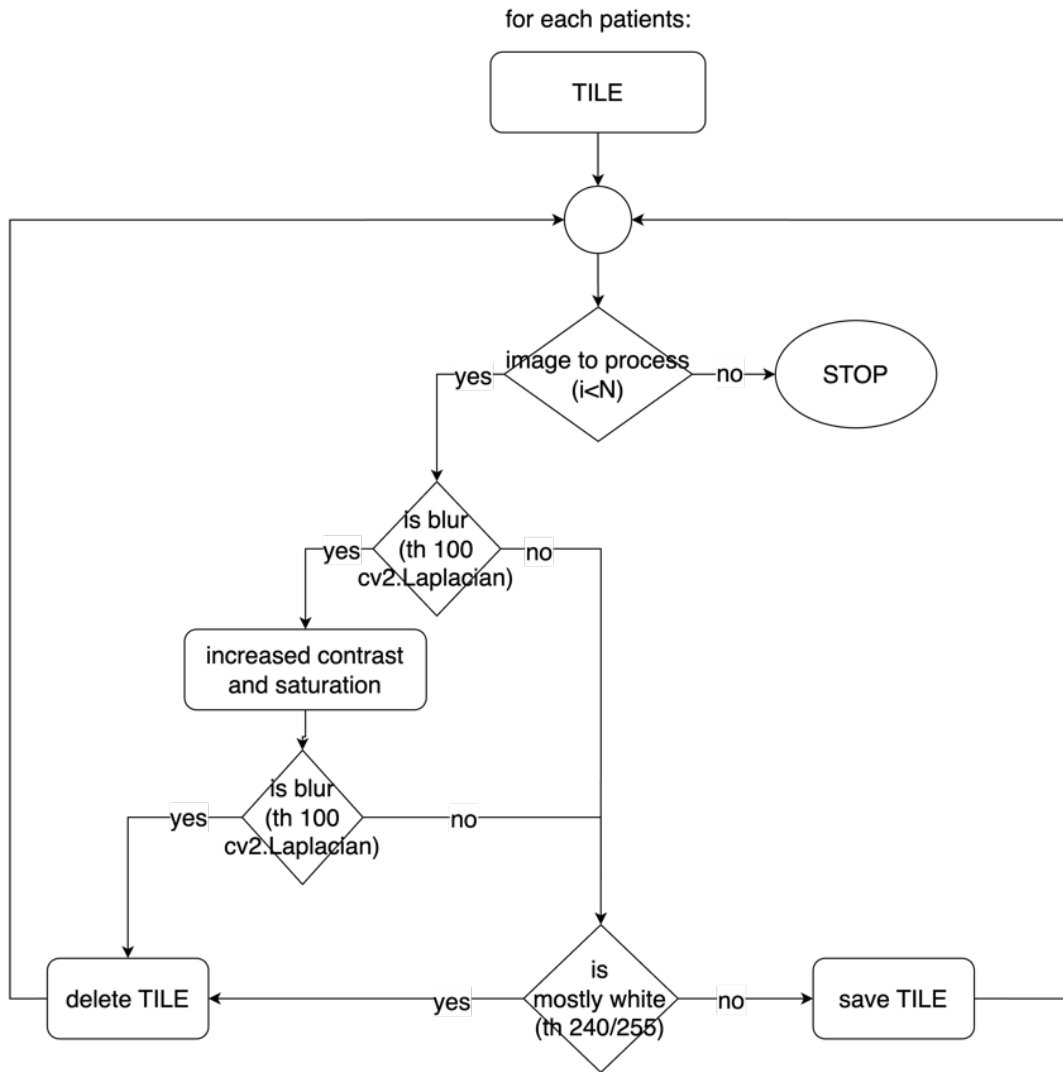 for each patients:
TILE
image to process
(i<N)
yes
no
STOP
is blur
(th 100
cv2.Laplacian)
yes
no
increased contrast
and saturation
is blur
(th 100
cv2.Laplacian)
yes
no
is
mostly white
(th 240/255)
yes
no
delete TILE
save TILE